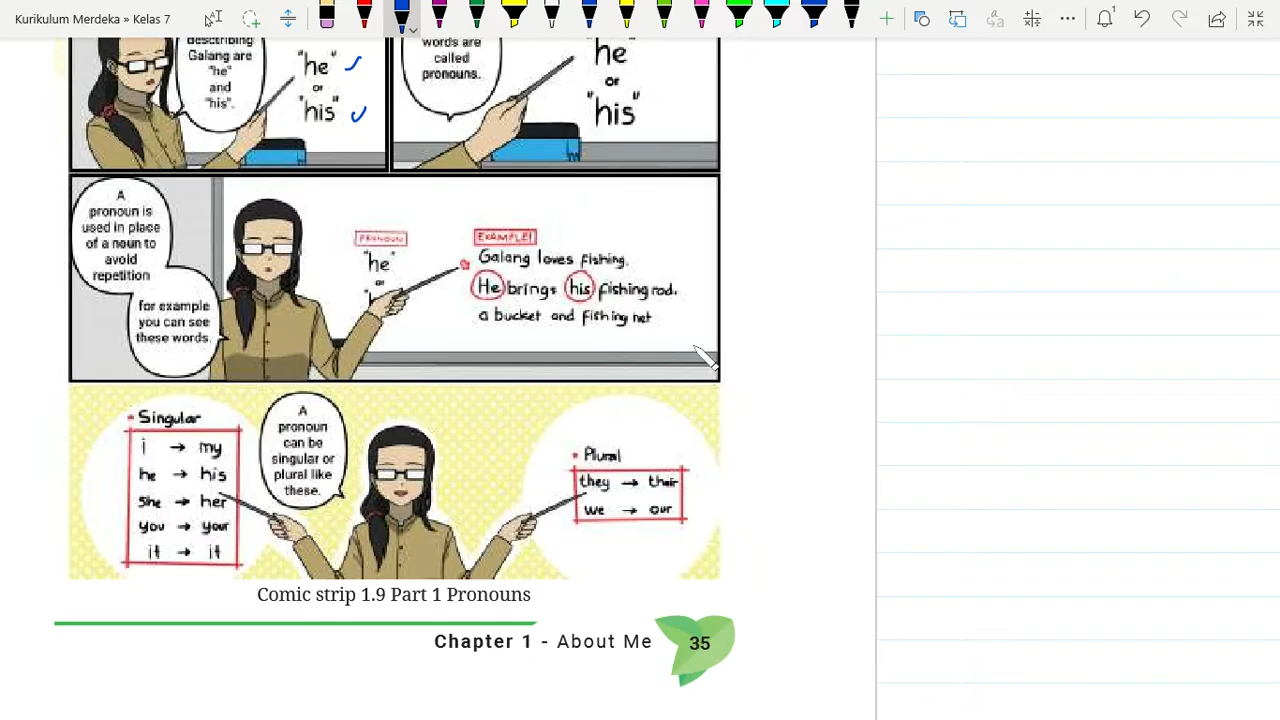 Kurikulum Merdeka » Kelas 7
describing
Galang are
"he"
and
"his".
"he"
or
"his"
words are
called
pronouns.
"he"
or
"his"
A
pronoun is
used in place
of a noun to
avoid
repetition
for example
you can see
these words.
PRONOUN
"he"
or
EXAMPLE!
Galang loves fishing.
He brings his fishing rod.
a bucket and fishing net
Singular
i → my
he → his
she → her
you → your
it → it
A
pronoun
can be
singular or
plural like
these.
Plural
they → their
we → our
Comic strip 1.9 Part 1 Pronouns
Chapter 1 - About Me
35